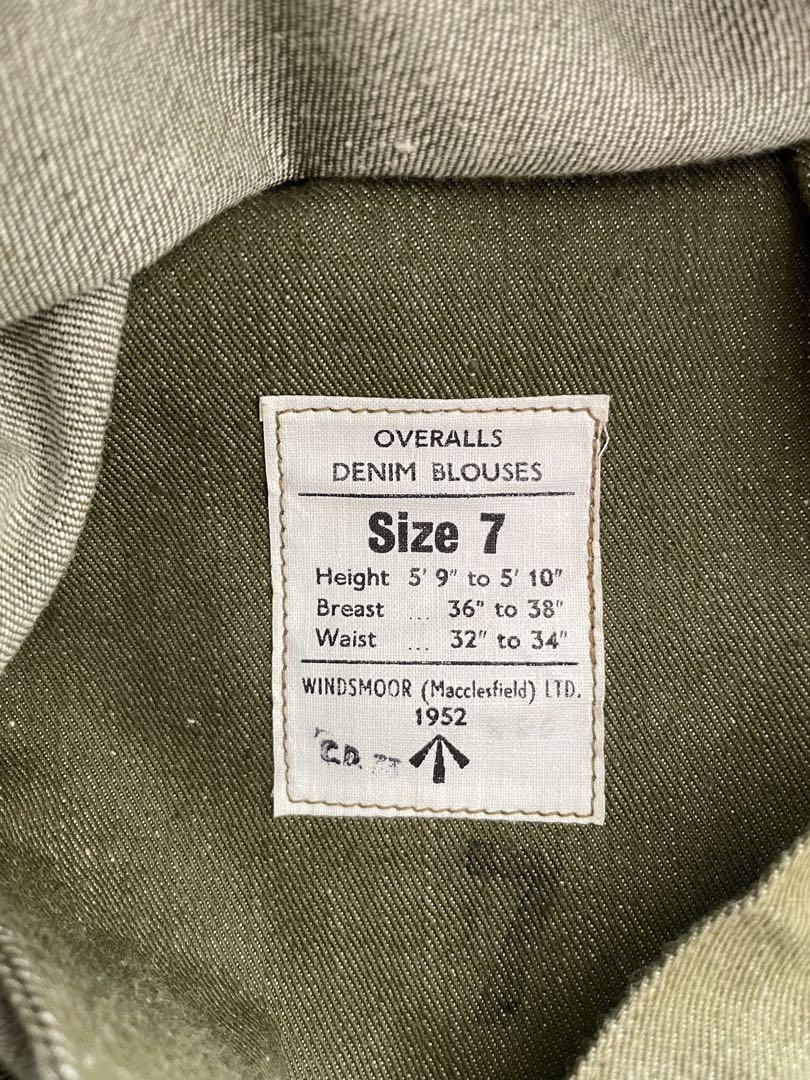 OVERALLS
DENIM BLOUSES
Size 7
Height 5' 9" to 5' 10"
Breast ... 36" to 38"
Waist ... 32" to 34"
WINDSMOOR (Macclesfield) LTD.
1952
C.D.
7